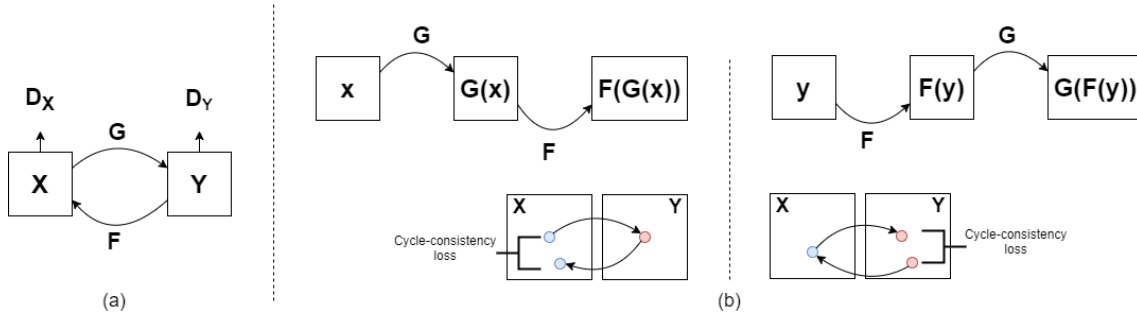 D_X
D_Y
G
X
Y
F
(a)
G
x
G(x)
F(G(x))
F
G
y
F(y)
G(F(y))
F
X
Y
Cycle-consistency
loss
X
Y
Cycle-consistency
loss
(b)